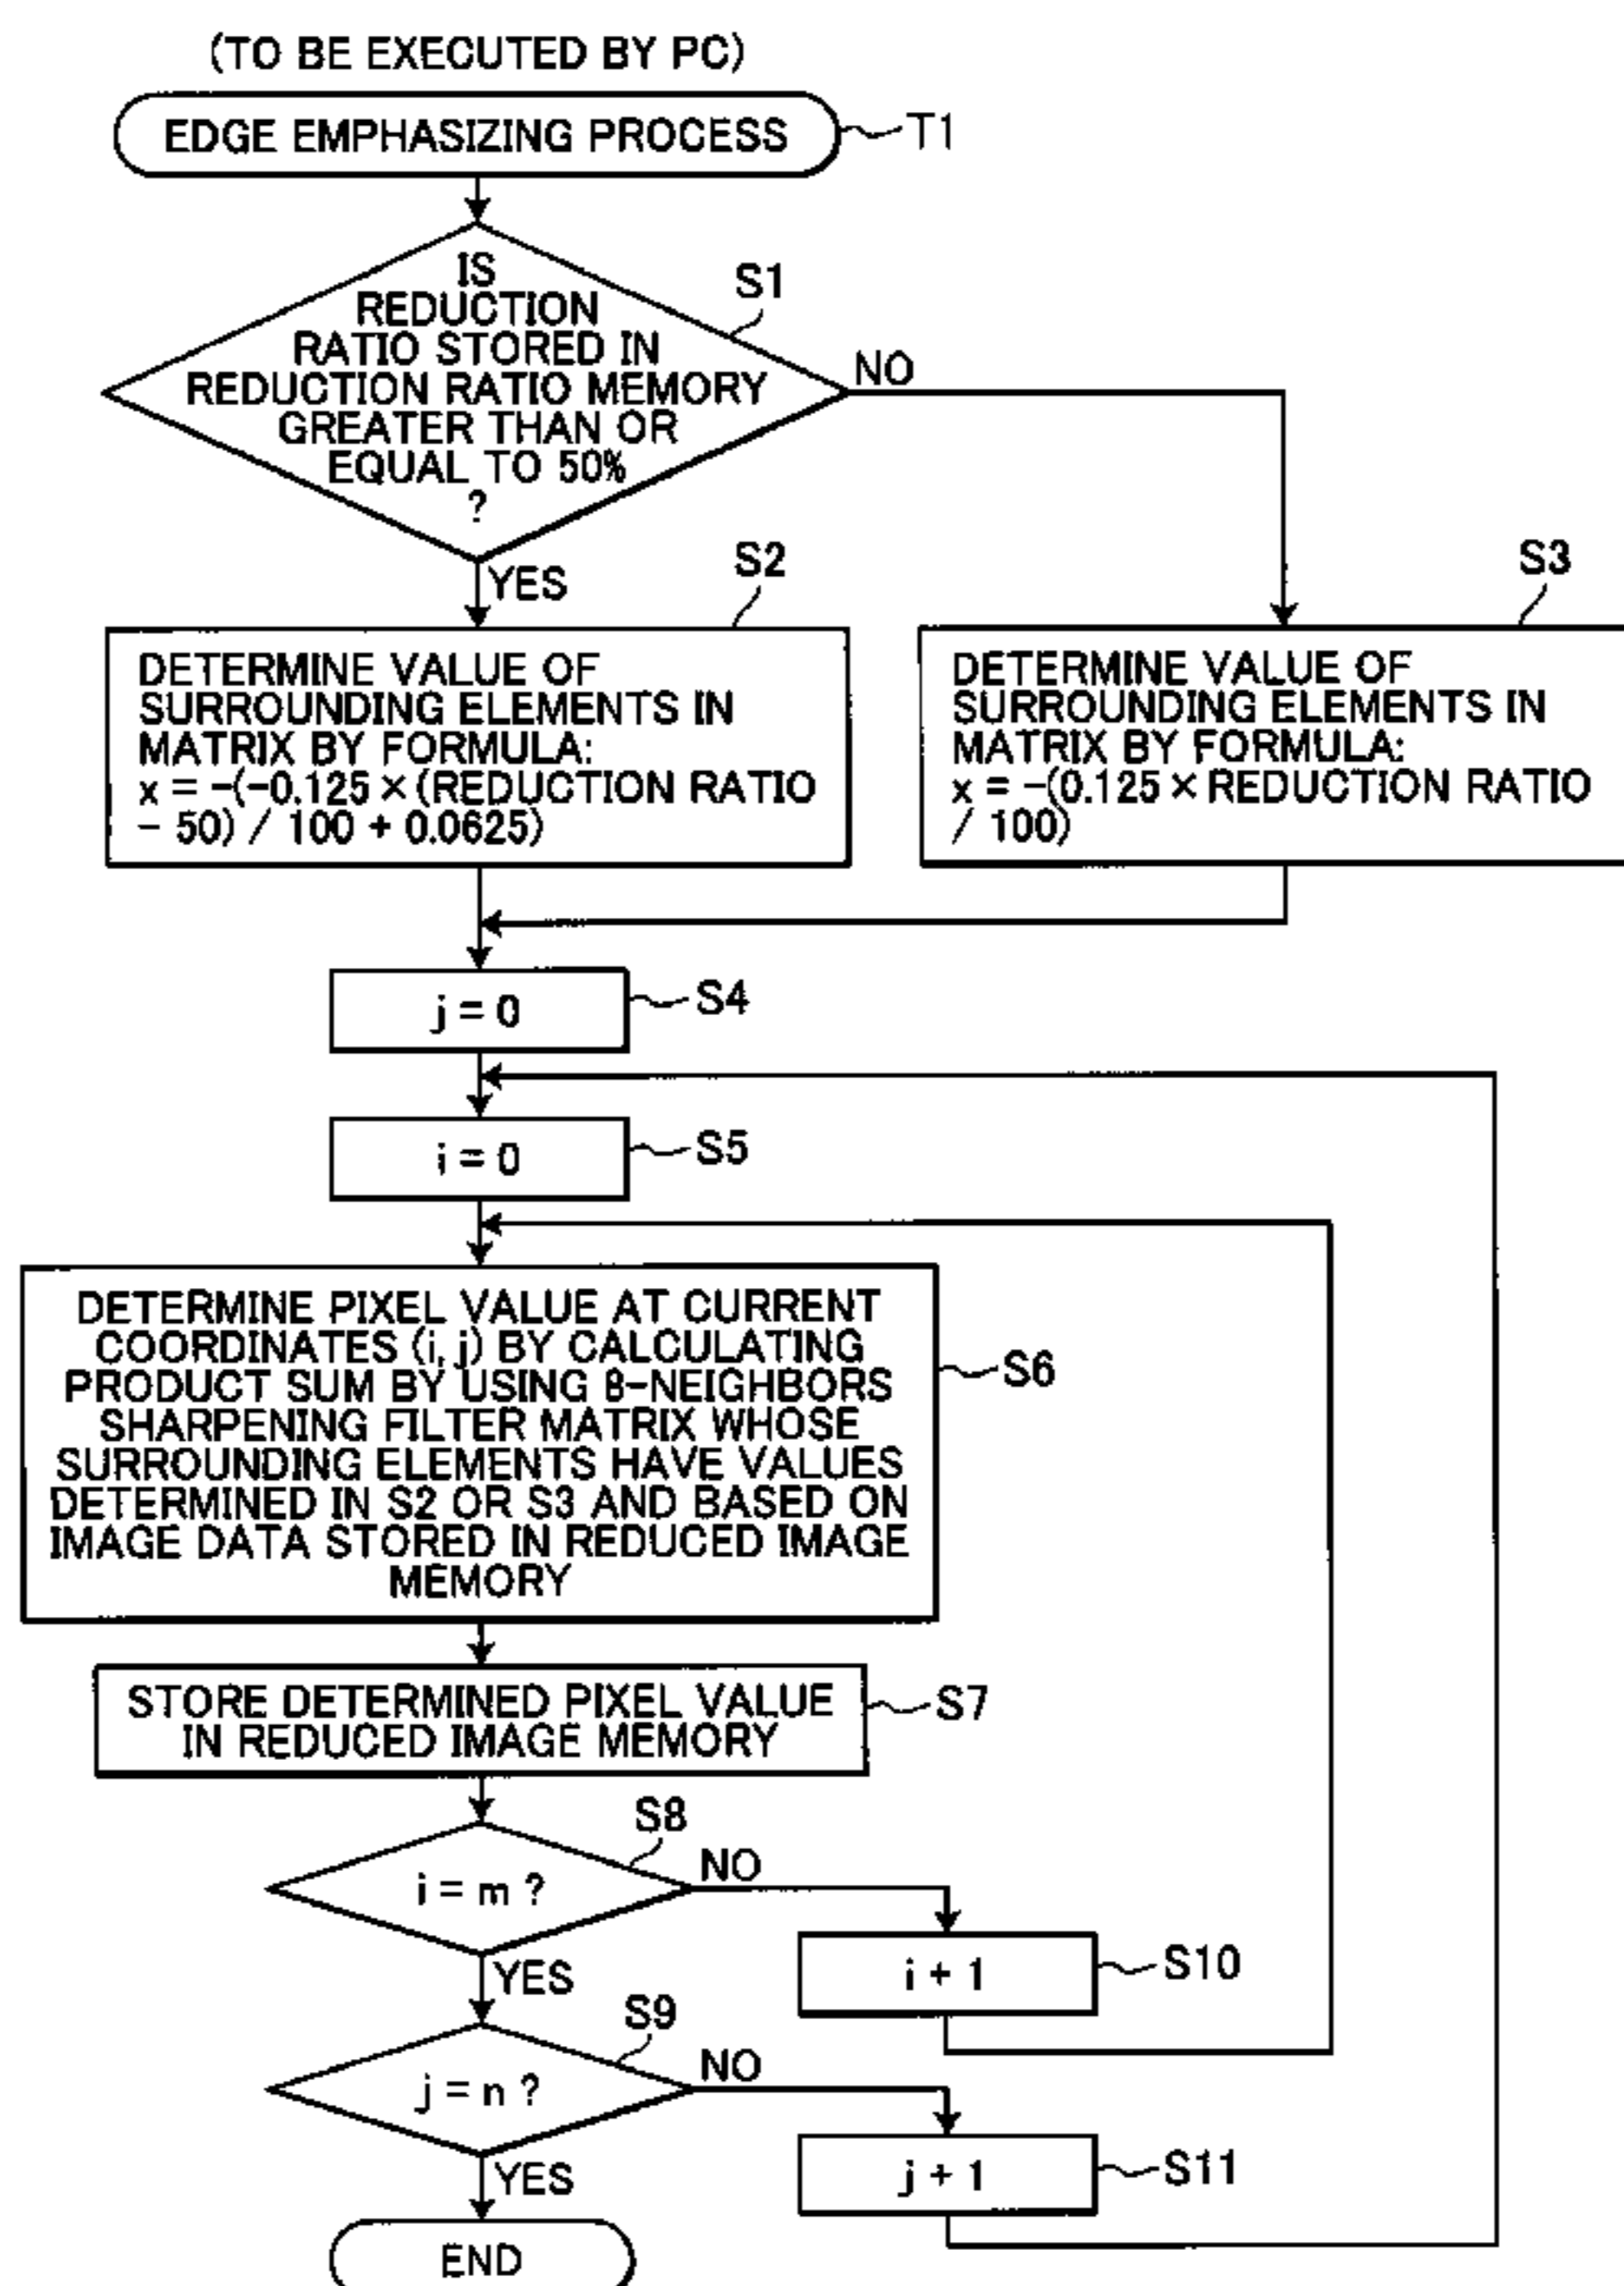 (TO BE EXECUTED BY PC)
EDGE EMPHASIZING PROCESS
T1
IS
REDUCTION
RATIO STORED IN
REDUCTION RATIO MEMORY
GREATER THAN OR
EQUAL TO 50%
?
S1
NO
YES
S2
DETERMINE VALUE OF
SURROUNDING ELEMENTS IN
MATRIX BY FORMULA:
x = -(-0.125 × (REDUCTION RATIO
- 50) / 100 + 0.0625)
S3
DETERMINE VALUE OF
SURROUNDING ELEMENTS IN
MATRIX BY FORMULA:
x = -(0.125 × REDUCTION RATIO
/ 100)
j = 0
S4
i = 0
S5
DETERMINE PIXEL VALUE AT CURRENT
COORDINATES (i, j) BY CALCULATING
PRODUCT SUM BY USING 8-NEIGHBORS
SHARPENING FILTER MATRIX WHOSE
SURROUNDING ELEMENTS HAVE VALUES
DETERMINED IN S2 OR S3 AND BASED ON
IMAGE DATA STORED IN REDUCED IMAGE
MEMORY
S6
STORE DETERMINED PIXEL VALUE
IN REDUCED IMAGE MEMORY
S7
i = m ?
S8
NO
YES
i + 1
S10
j = n ?
S9
NO
YES
j + 1
S11
END